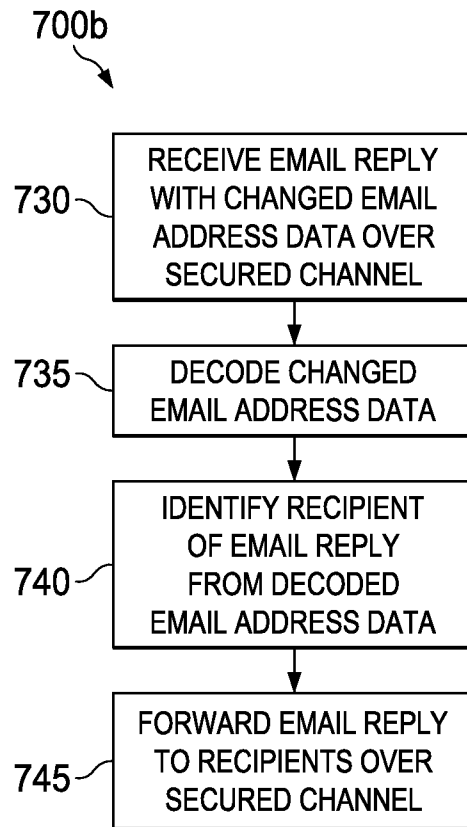 700b
730
RECEIVE EMAIL REPLY
WITH CHANGED EMAIL
ADDRESS DATA OVER
SECURED CHANNEL
735
DECODE CHANGED
EMAIL ADDRESS DATA
740
IDENTIFY RECIPIENT
OF EMAIL REPLY
FROM DECODED
EMAIL ADDRESS DATA
745
FORWARD EMAIL REPLY
TO RECIPIENTS OVER
SECURED CHANNEL